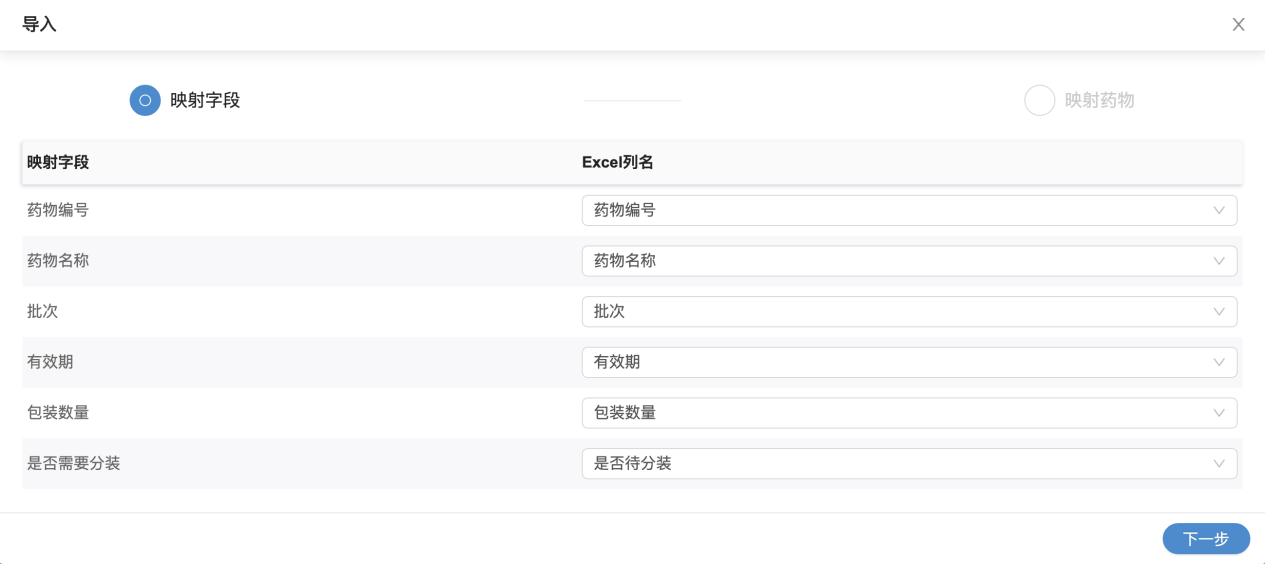 导入
映射字段
映射药物
映射字段 Excel列名
药物编号 药物编号
药物名称 药物名称
批次 批次
有效期 有效期
包装数量 包装数量
是否需要分装 是否待分装
下一步